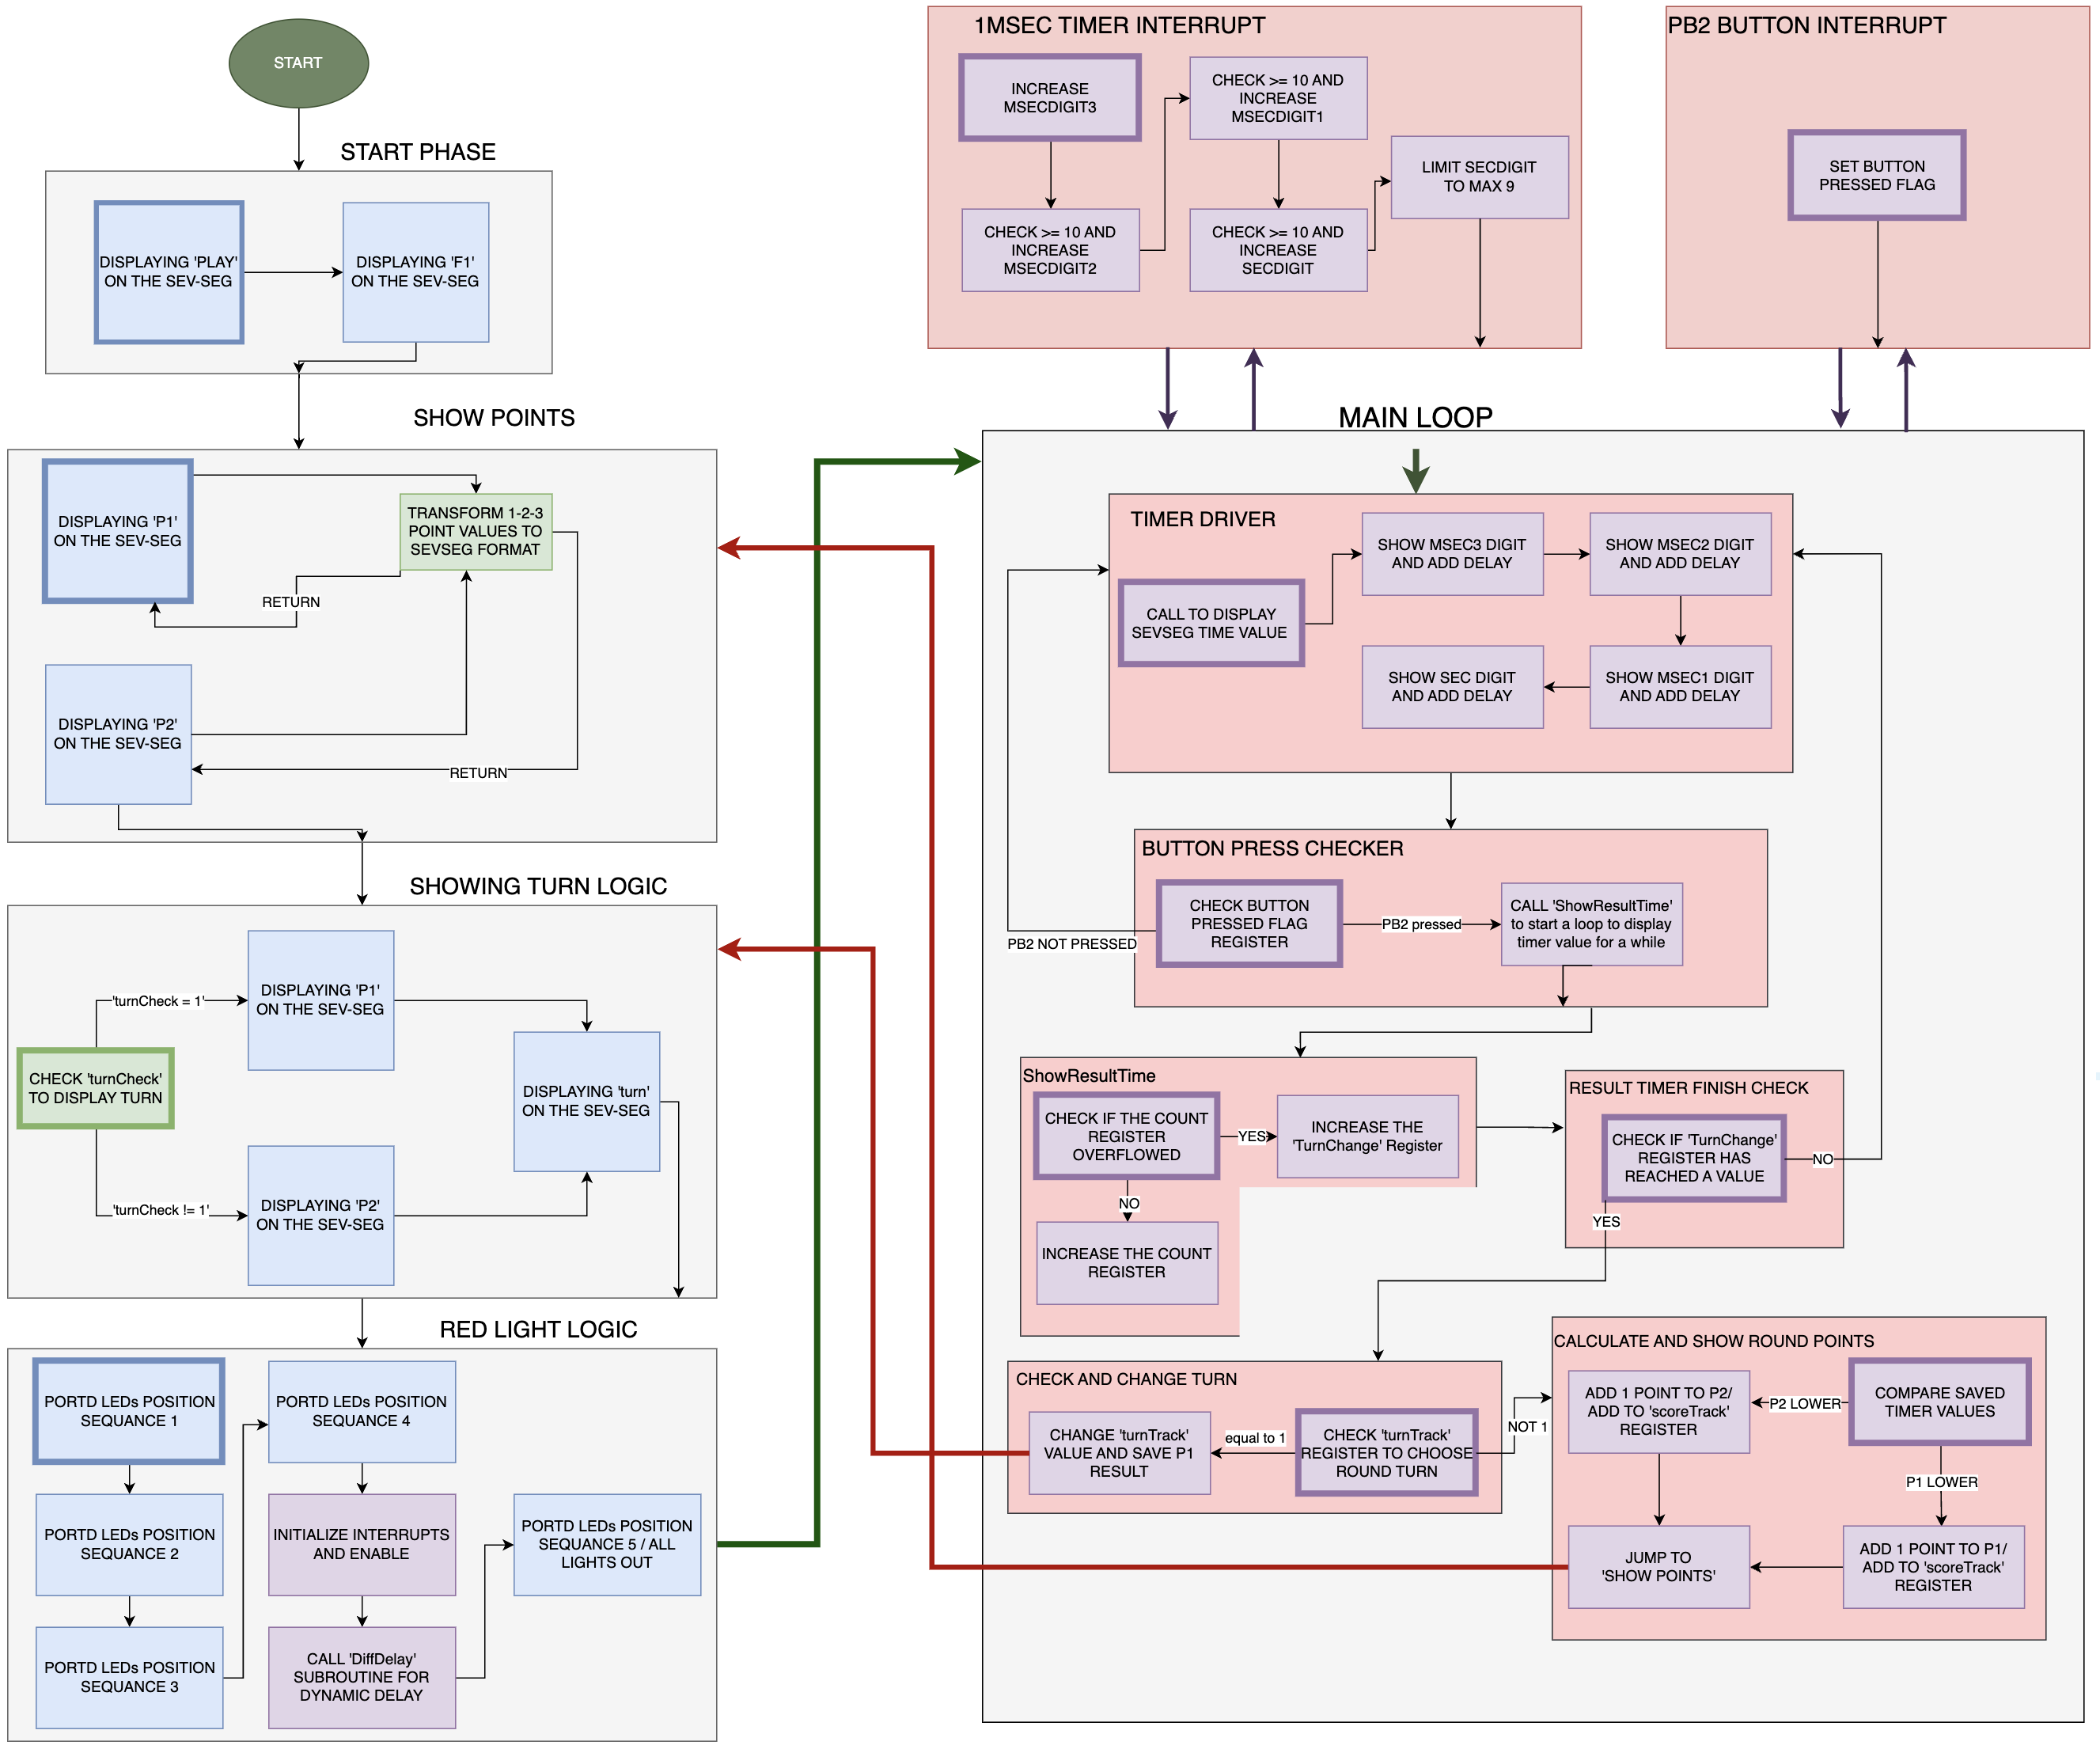 START
START PHASE
DISPLAYING 'PLAY'
ON THE SEV-SEG
DISPLAYING 'F1'
ON THE SEV-SEG
SHOW POINTS
DISPLAYING 'P1'
ON THE SEV-SEG
TRANSFORM 1-2-3
POINT VALUES TO
SEVSEG FORMAT
RETURN
DISPLAYING 'P2'
ON THE SEV-SEG
RETURN
SHOWING TURN LOGIC
'turnCheck = 1'
DISPLAYING 'P1'
ON THE SEV-SEG
CHECK 'turnCheck'
TO DISPLAY TURN
DISPLAYING 'turn'
ON THE SEV-SEG
'turnCheck != 1'
DISPLAYING 'P2'
ON THE SEV-SEG
RED LIGHT LOGIC
PORTD LEDs POSITION
SEQUANCE 1
PORTD LEDs POSITION
SEQUANCE 2
PORTD LEDs POSITION
SEQUANCE 3
PORTD LEDs POSITION
SEQUANCE 4
INITIALIZE INTERRUPTS
AND ENABLE
CALL 'DiffDelay'
SUBROUTINE FOR
DYNAMIC DELAY
PORTD LEDs POSITION
SEQUANCE 5 / ALL
LIGHTS OUT
1MSEC TIMER INTERRUPT
INCREASE
MSECDIGIT3
CHECK >= 10 AND
INCREASE
MSECDIGIT2
CHECK >= 10 AND
INCREASE
MSECDIGIT1
CHECK >= 10 AND
INCREASE
SECDIGIT
LIMIT SECDIGIT
TO MAX 9
PB2 BUTTON INTERRUPT
SET BUTTON
PRESSED FLAG
MAIN LOOP
TIMER DRIVER
CALL TO DISPLAY
SEVSEG TIME VALUE
SHOW MSEC3 DIGIT
AND ADD DELAY
SHOW MSEC2 DIGIT
AND ADD DELAY
SHOW MSEC1 DIGIT
AND ADD DELAY
SHOW SEC DIGIT
AND ADD DELAY
BUTTON PRESS CHECKER
CHECK BUTTON
PRESSED FLAG
REGISTER
PB2 NOT PRESSED
PB2 pressed
CALL 'ShowResultTime'
to start a loop to display
timer value for a while
ShowResultTime
CHECK IF THE COUNT
REGISTER
OVERFLOWED
YES
INCREASE THE
'TurnChange' Register
NO
INCREASE THE COUNT
REGISTER
RESULT TIMER FINISH CHECK
CHECK IF 'TurnChange'
REGISTER HAS
REACHED A VALUE
NO
YES
CHECK AND CHANGE TURN
CHANGE 'turnTrack'
VALUE AND SAVE P1
RESULT
equal to 1
CHECK 'turnTrack'
REGISTER TO CHOOSE
ROUND TURN
NOT 1
CALCULATE AND SHOW ROUND POINTS
ADD 1 POINT TO P2/
ADD TO 'scoreTrack'
REGISTER
P2 LOWER
COMPARE SAVED
TIMER VALUES
P1 LOWER
JUMP TO
'SHOW POINTS'
ADD 1 POINT TO P1/
ADD TO 'scoreTrack'
REGISTER